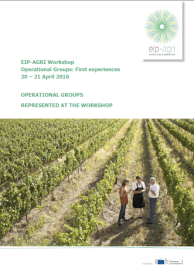 eip-agri
EIP-AGRI Workshop
Operational Groups: First experiences
20 – 21 April 2016
OPERATIONAL GROUPS
REPRESENTED AT THE WORKSHOP